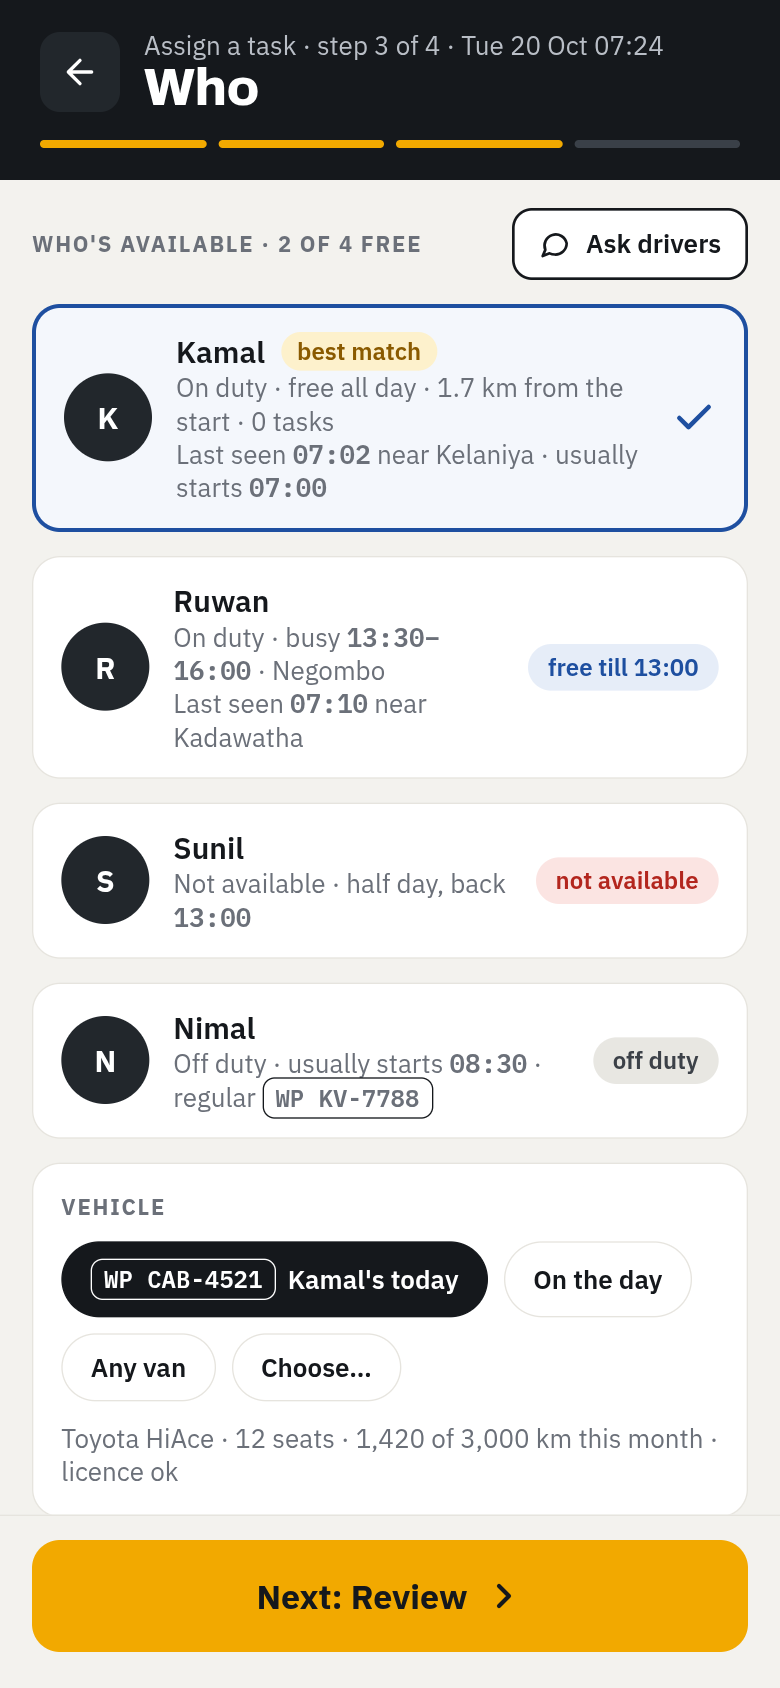 Assign a task · step 3 of 4 · Tue 20 Oct 07:24
Who
WHO'S AVAILABLE · 2 OF 4 FREE
Ask drivers
K
Kamal best match
On duty · free all day · 1.7 km from the
start · 0 tasks
Last seen 07:02 near Kelaniya · usually
starts 07:00
R
Ruwan
On duty · busy 13:30–
16:00 · Negombo
Last seen 07:10 near
Kadawatha
free till 13:00
S
Sunil
Not available · half day, back
13:00
not available
N
Nimal
Off duty · usually starts 08:30 ·
regular WP KV-7788
off duty
VEHICLE
WP CAB-4521 Kamal's today
On the day
Any van
Choose...
Toyota HiAce · 12 seats · 1,420 of 3,000 km this month ·
licence ok
Next: Review